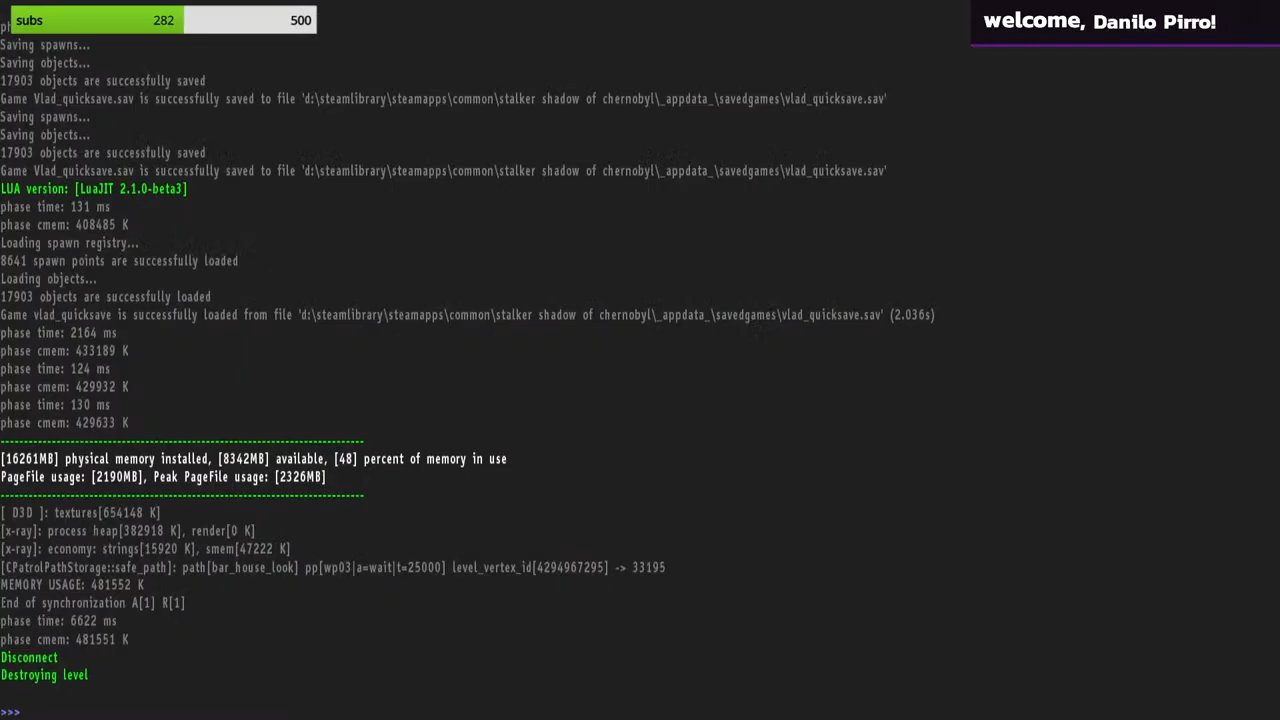 subs 282 500
welcome, Danilo Pirro!
ph
Saving spawns...
Saving objects...
17903 objects are successfully saved
Game Vlad_quicksave.sav is successfully saved to file 'd:\steamlibrary\steamapps\common\stalker shadow of chernobyl\_appdata_\savedgames\vlad_quicksave.sav'
Saving spawns...
Saving objects...
17903 objects are successfully saved
Game Vlad_quicksave.sav is successfully saved to file 'd:\steamlibrary\steamapps\common\stalker shadow of chernobyl\_appdata_\savedgames\vlad_quicksave.sav'
LUA version: [LuaJIT 2.1.0-beta3]
phase time: 131 ms
phase cmem: 408485 K
Loading spawn registry...
8641 spawn points are successfully loaded
Loading objects...
17903 objects are successfully loaded
Game vlad_quicksave is successfully loaded from file 'd:\steamlibrary\steamapps\common\stalker shadow of chernobyl\_appdata_\savedgames\vlad_quicksave.sav' (2.036s)
phase time: 2164 ms
phase cmem: 433189 K
phase time: 124 ms
phase cmem: 429932 K
phase time: 130 ms
phase cmem: 429633 K
-------------------------------------------------------------------------------
[16261MB] physical memory installed, [8342MB] available, [48] percent of memory in use
PageFile usage: [2190MB], Peak PageFile usage: [2326MB]
-------------------------------------------------------------------------------
[ D3D ]: textures[654148 K]
[x-ray]: process heap[382918 K], render[0 K]
[x-ray]: economy: strings[15920 K], smem[47222 K]
[CPatrolPathStorage::safe_path]: path[bar_house_look] pp[wp03|a=wait|t=25000] level_vertex_id[4294967295] -> 33195
MEMORY USAGE: 481552 K
End of synchronization A[1] R[1]
phase time: 6622 ms
phase cmem: 481551 K
Disconnect
Destroying level
>>>